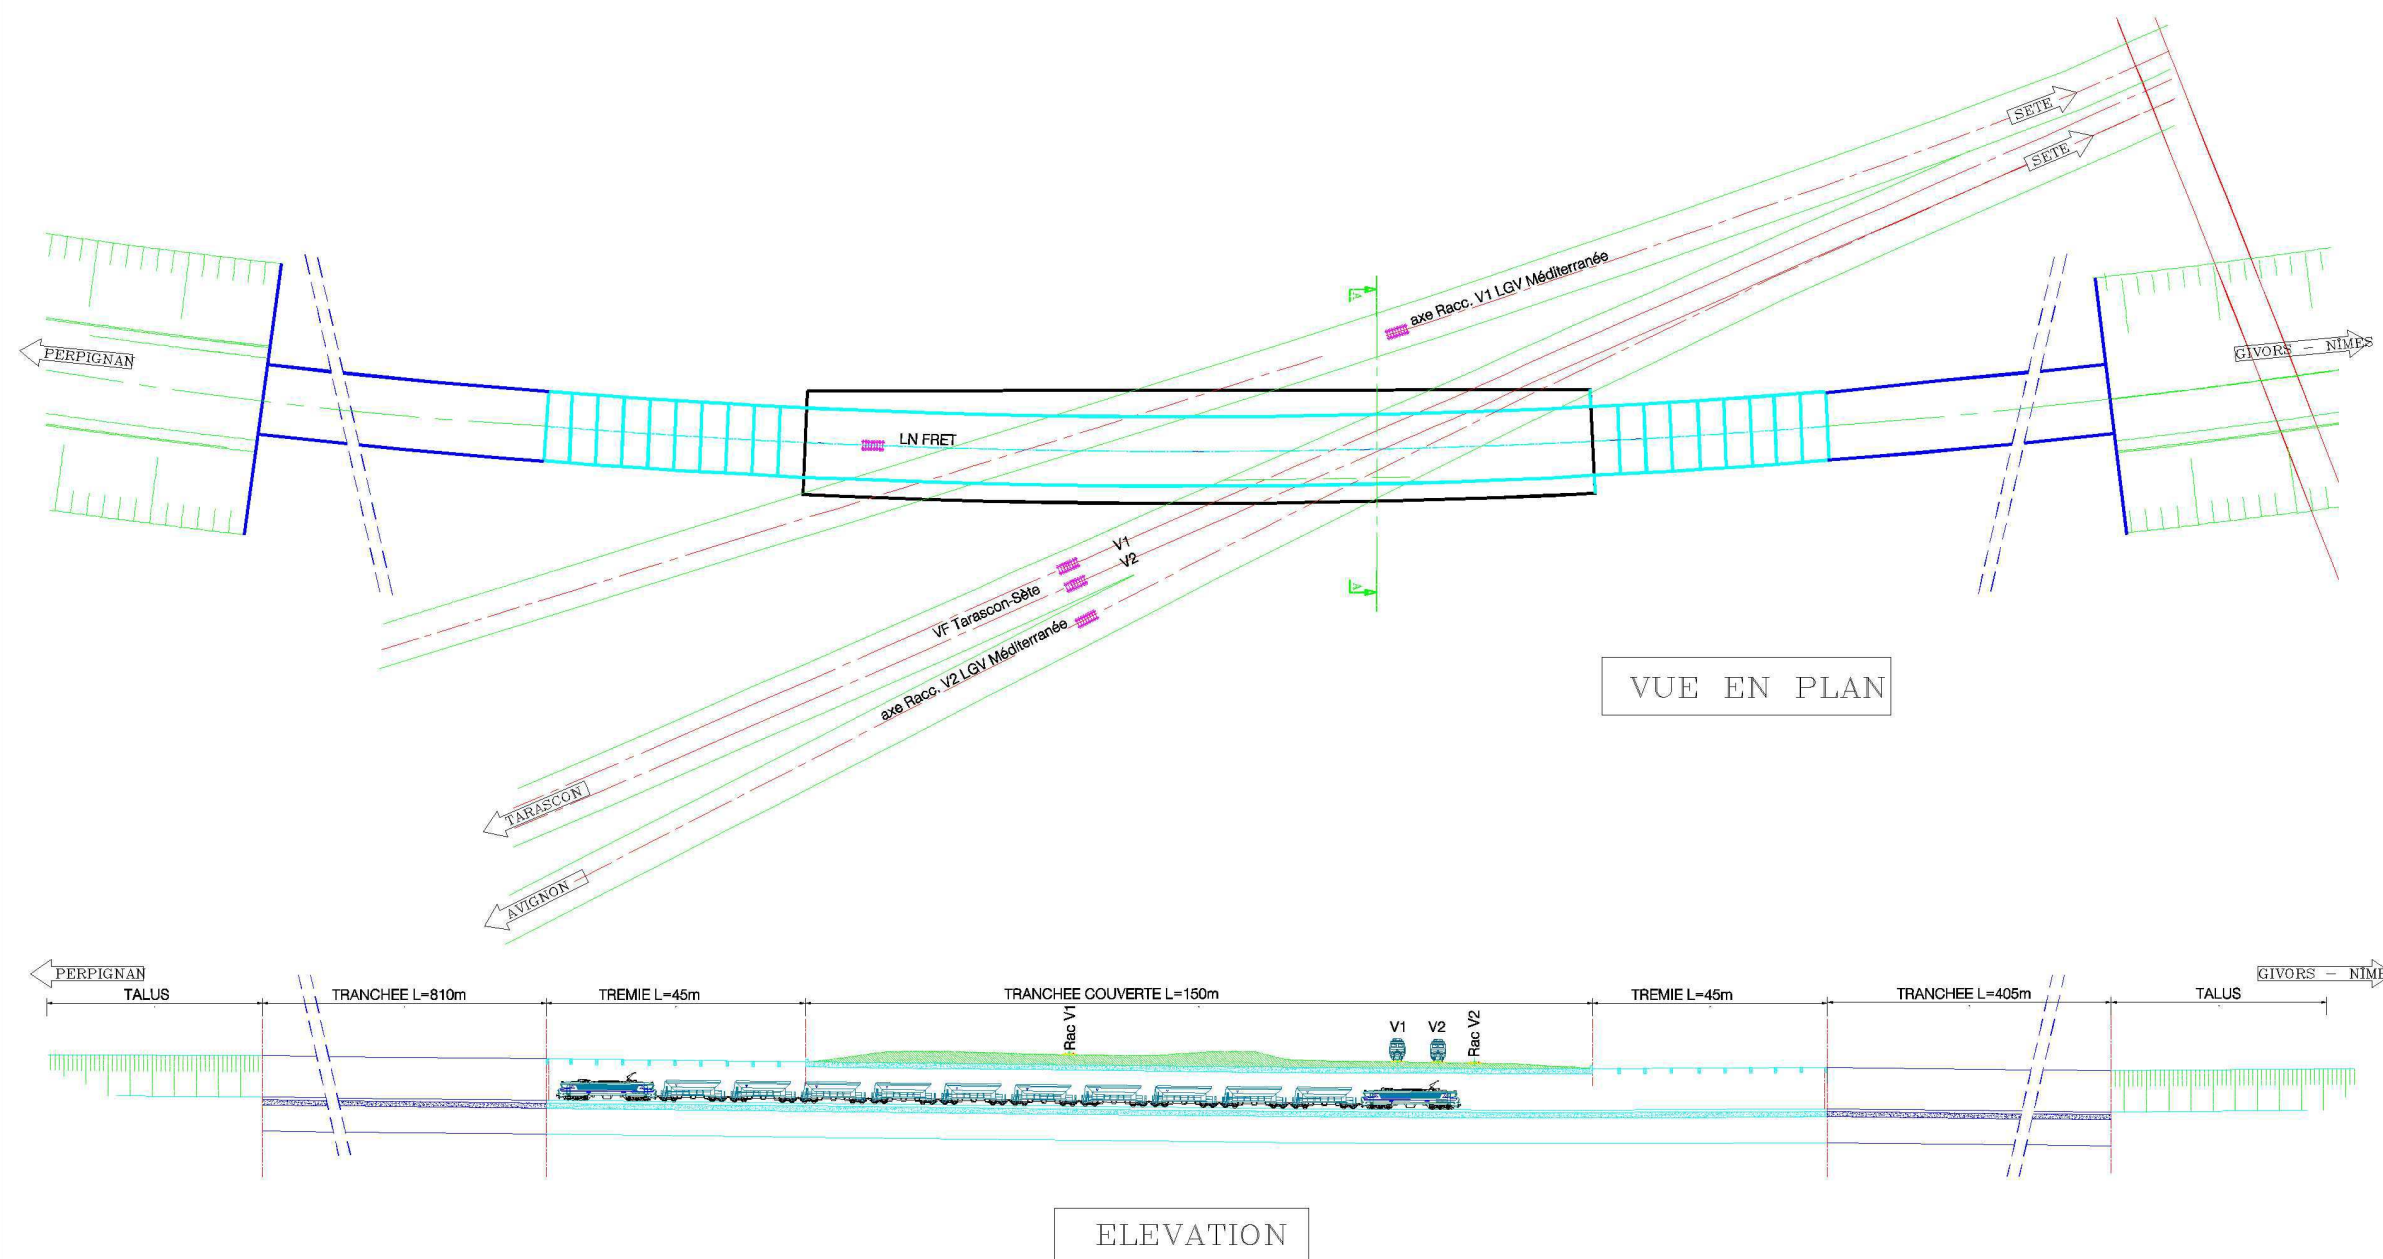 SETE
SETE
axe Racc. V1 LGV Méditerranée
A
PERPIGNAN
GIVORS - NÎMES
LN FRET
V1
V2
VF Tarascon-Sète
A
axe Racc. V2 LGV Méditerranée
VUE EN PLAN
TARASCON
AVIGNON
PERPIGNAN
GIVORS - NÎME
TALUS
TRANCHEE L=810m
TREMIE L=45m
TRANCHEE COUVERTE L=150m
TREMIE L=45m
TRANCHEE L=405m
TALUS
Rac V1
V1
V2
Rac V2
ELEVATION